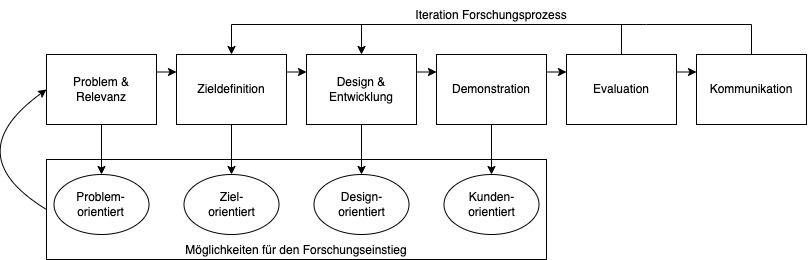 Iteration Forschungsprozess
Problem &
Relevanz
Zieldefinition
Design &
Entwicklung
Demonstration
Evaluation
Kommunikation
Problem-
orientiert
Ziel-
orientiert
Design-
orientiert
Kunden-
orientiert
Möglichkeiten für den Forschungseinstieg